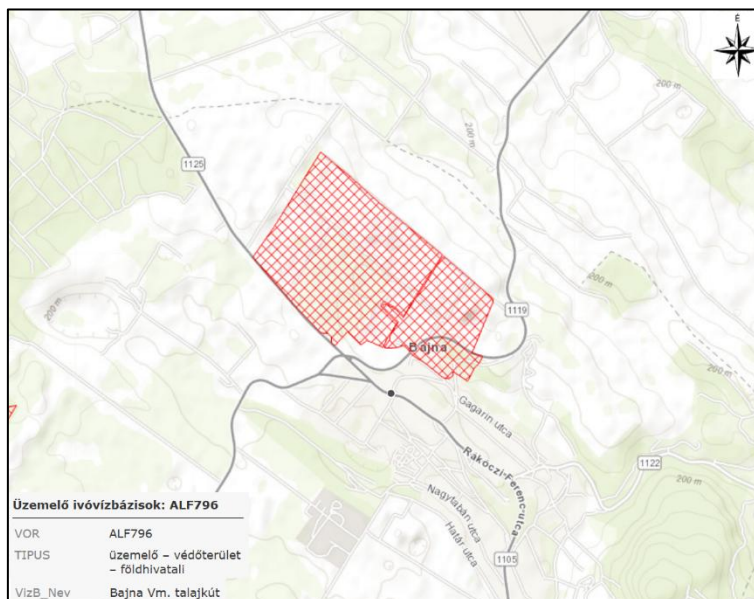 É
200 m
1125
200 m
200 m
1119
Bajna
200 m
Gagarin utca
1122
200 m
Rákóczi Ferenc utca
Nagytabán utca
Határ utca
1105
Üzemelő ivóvízbázisok: ALF796
VOR ALF796
TIPUS üzemelő – védőterület
– földhivatali
VizB_Nev Bajna Vm. talajkút